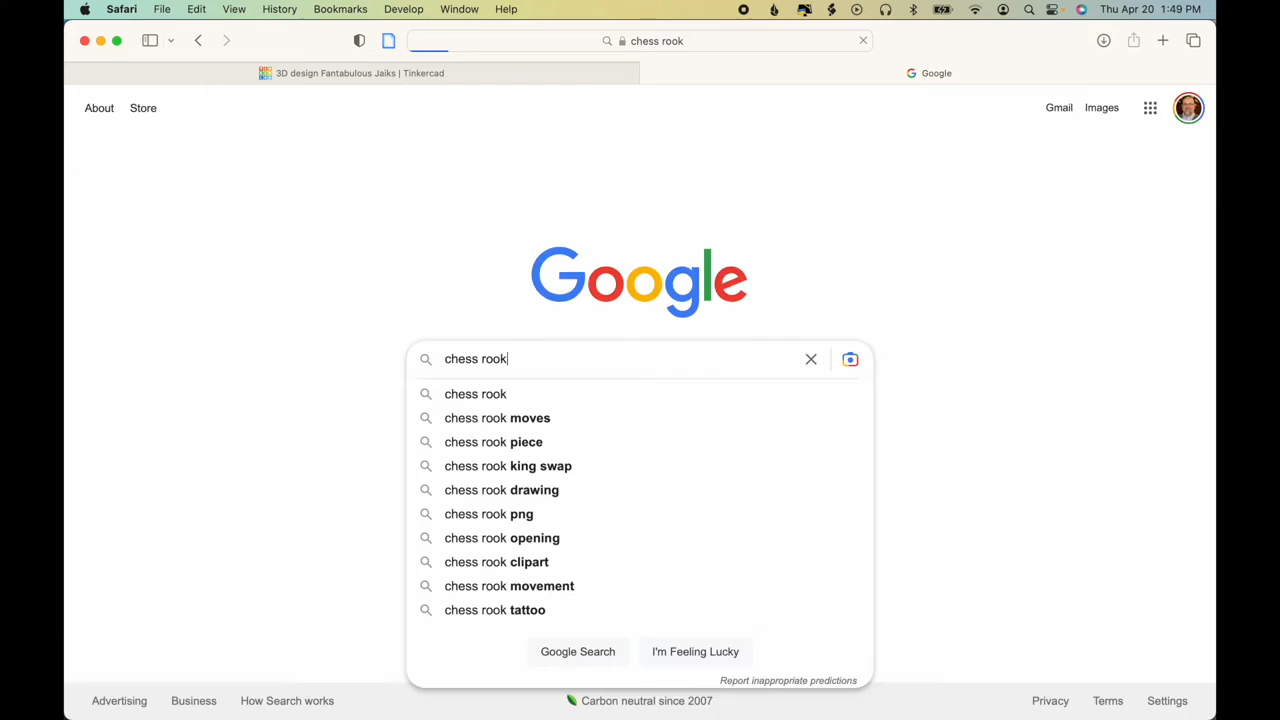 Safari File Edit View History Bookmarks Develop Window Help Thu Apr 20 1:49 PM
chess rook
3D design Fantabulous Jaiks | Tinkercad
Google
About Store Gmail Images
Google
chess rook
chess rook
chess rook moves
chess rook piece
chess rook king swap
chess rook drawing
chess rook png
chess rook opening
chess rook clipart
chess rook movement
chess rook tattoo
Google Search I'm Feeling Lucky
Report inappropriate predictions
Advertising Business How Search works Carbon neutral since 2007 Privacy Terms Settings